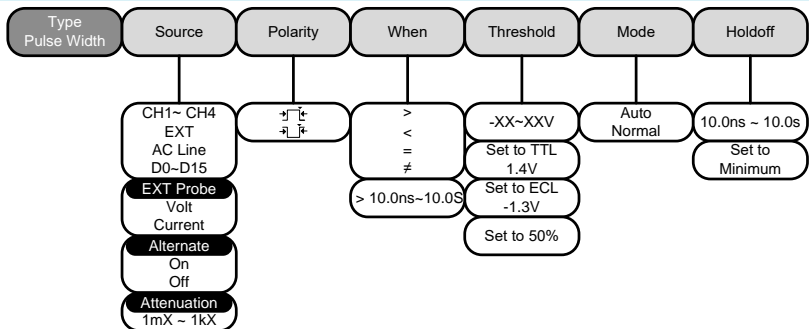 Type
Pulse Width
Source
Polarity
When
Threshold
Mode
Holdoff
CH1~ CH4
EXT
AC Line
D0~D15
EXT Probe
Volt
Current
Alternate
On
Off
Attenuation
1mX ~ 1kX
>
<
=
≠
> 10.0ns~10.0S
-XX~XXV
Set to TTL
1.4V
Set to ECL
-1.3V
Set to 50%
Auto
Normal
10.0ns ~ 10.0s
Set to
Minimum